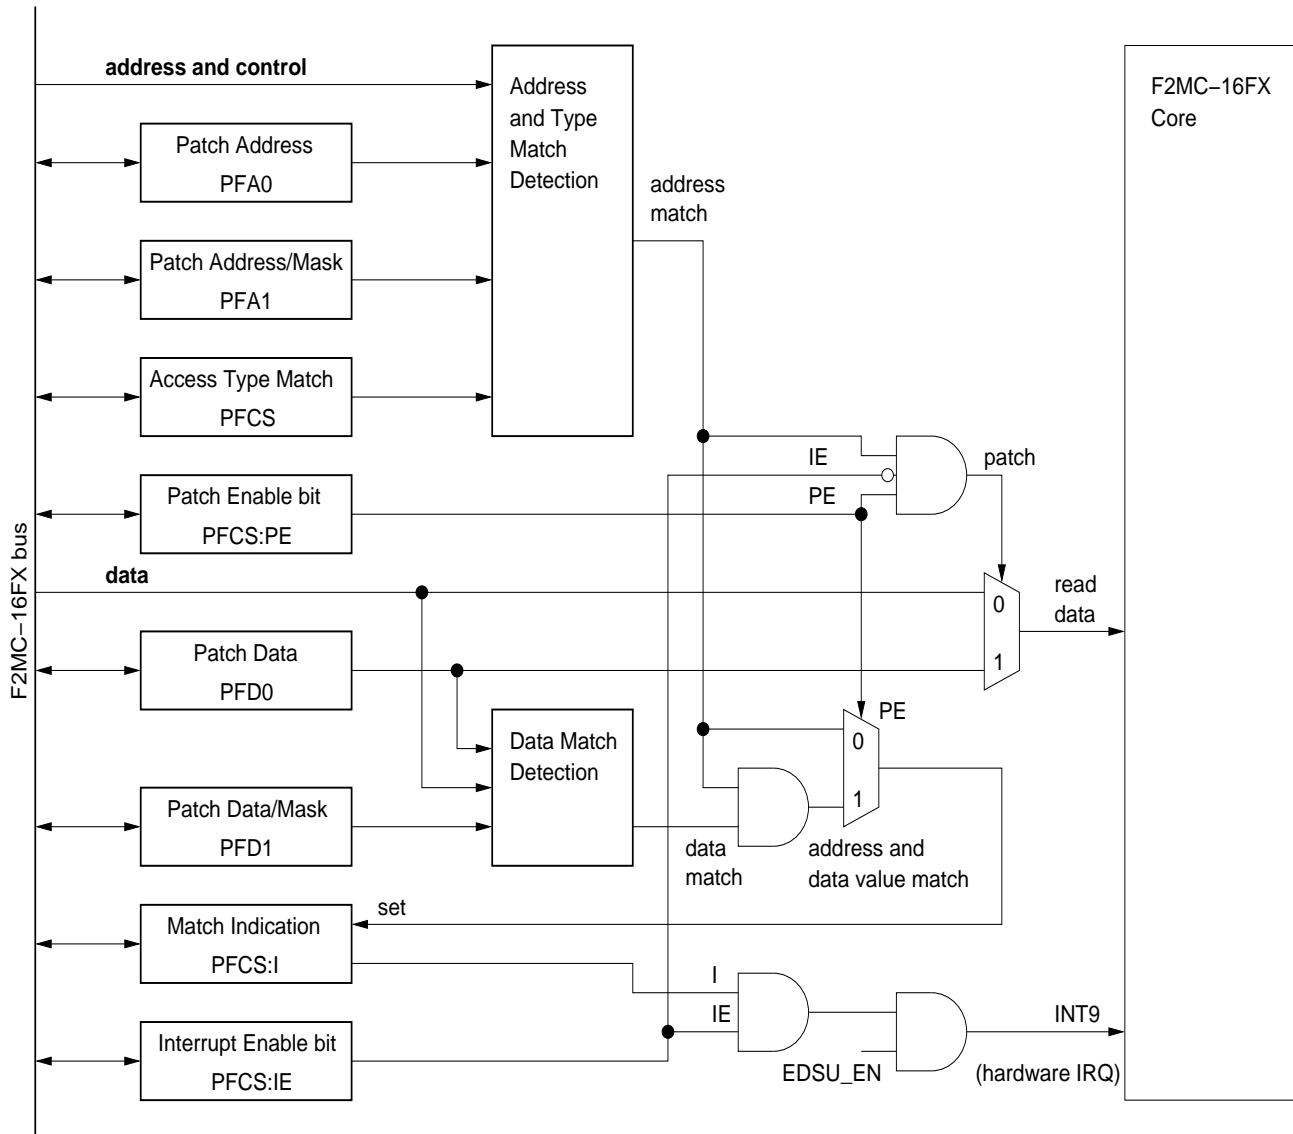 address and control
Patch Address
PFA0
Patch Address/Mask
PFA1
Access Type Match
PFCS
Patch Enable bit
PFCS:PE
F2MC–16FX bus
data
Patch Data
PFD0
Patch Data/Mask
PFD1
Match Indication
PFCS:I
Interrupt Enable bit
PFCS:IE
Address
and Type
Match
Detection
address
match
IE
PE
patch
0
1
read
data
Data Match
Detection
PE
0
1
data
match
address and
data value match
set
I
IE
EDSU_EN
INT9
(hardware IRQ)
F2MC–16FX
Core